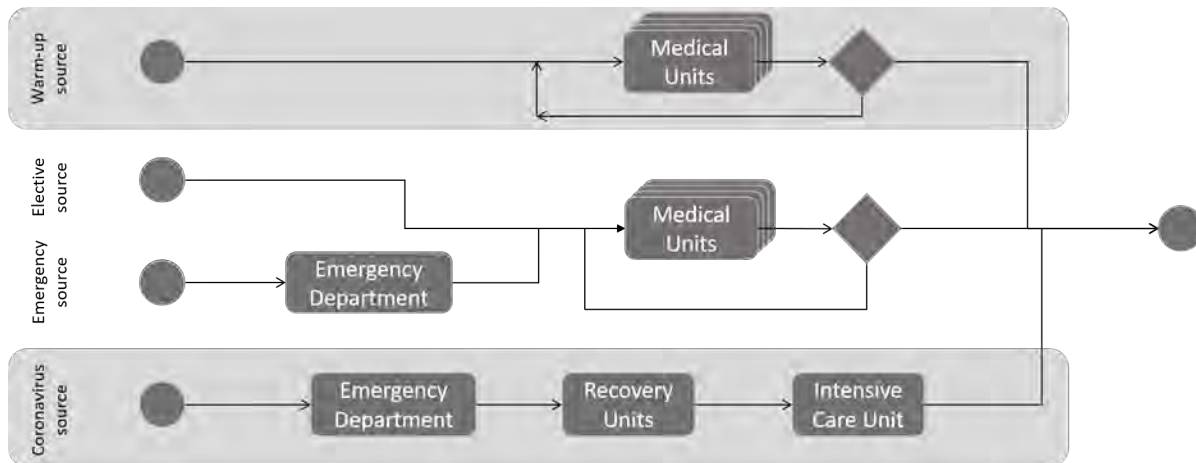 Warm-up
source
Medical
Units
Elective
source
Medical
Units
Emergency
source
Emergency
Department
Coronavirus
source
Emergency
Department
Recovery
Units
Intensive
Care Unit